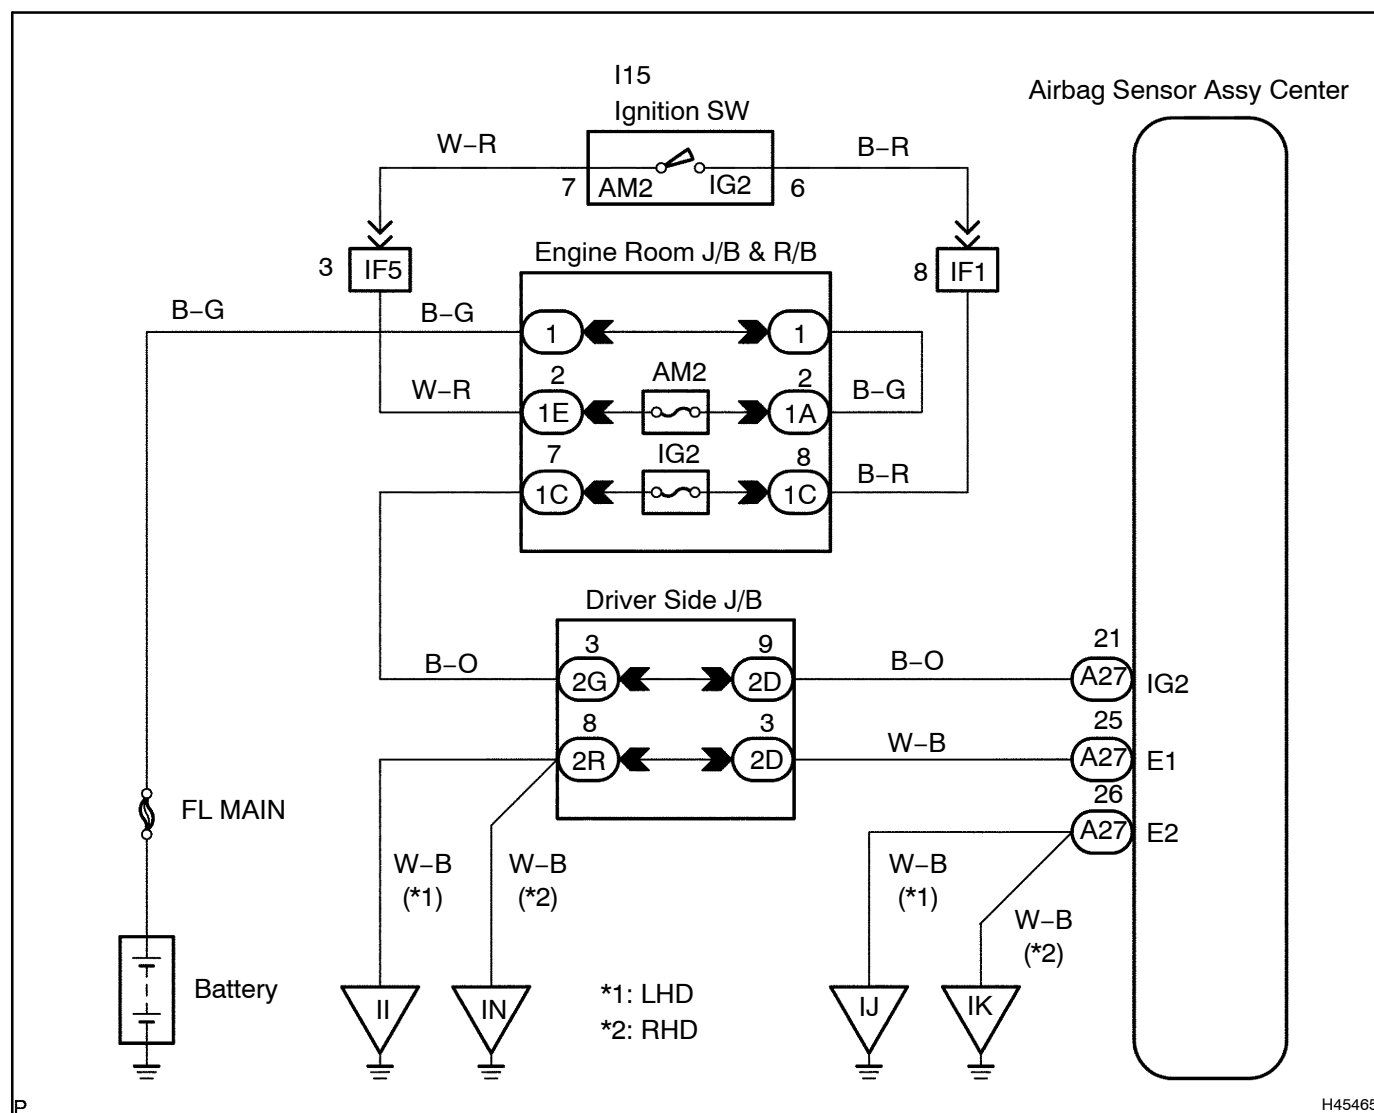 I15
Ignition SW
Airbag Sensor Assy Center
W–R
B–R
7
AM2
IG2
6
Engine Room J/B & R/B
3
IF5
8
IF1
B–G
B–G
1
1
2
AM2
2
W–R
1E
1A
B–G
7
IG2
8
1C
1C
B–R
Driver Side J/B
3
9
21
B–O
2G
2D
B–O
A27
IG2
8
3
25
2R
2D
W–B
A27
E1
26
FL MAIN
A27
E2
W–B
(*1)
W–B
(*2)
W–B
(*1)
W–B
(*2)
Battery
II
IN
*1: LHD
*2: RHD
IJ
IK
P
H45465